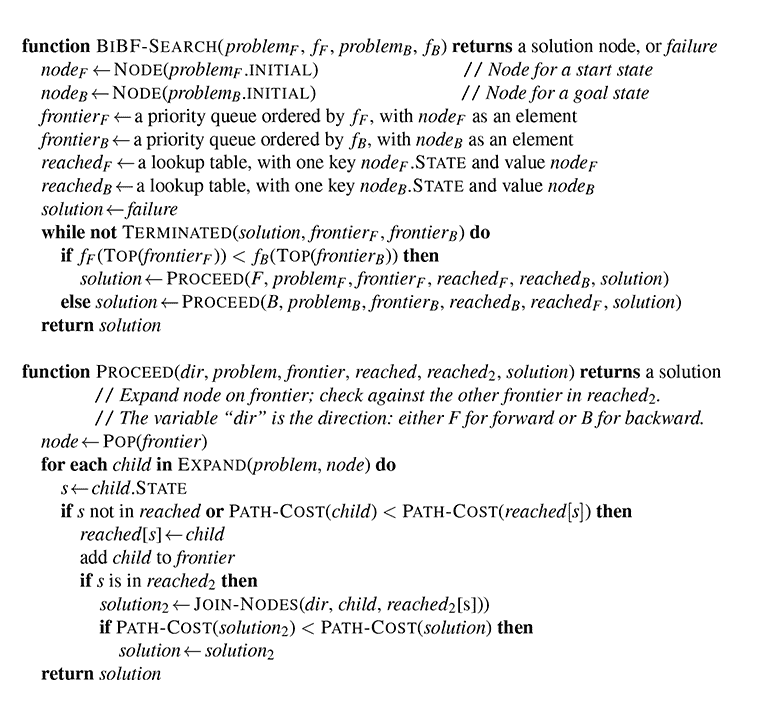 function BIBF-SEARCH(problemF, fF, problemB, fB) returns a solution node, or failure
nodeF ← NODE(problemF.INITIAL) // Node for a start state
nodeB ← NODE(problemB.INITIAL) // Node for a goal state
frontierF ← a priority queue ordered by fF, with nodeF as an element
frontierB ← a priority queue ordered by fB, with nodeB as an element
reachedF ← a lookup table, with one key nodeF.STATE and value nodeF
reachedB ← a lookup table, with one key nodeB.STATE and value nodeB
solution ← failure
while not TERMINATED(solution, frontierF, frontierB) do
if fF(TOP(frontierF)) < fB(TOP(frontierB)) then
solution ← PROCEED(F, problemF, frontierF, reachedF, reachedB, solution)
else solution ← PROCEED(B, problemB, frontierB, reachedB, reachedF, solution)
return solution
function PROCEED(dir, problem, frontier, reached, reached2, solution) returns a solution
// Expand node on frontier; check against the other frontier in reached2.
// The variable “dir” is the direction: either F for forward or B for backward.
node ← POP(frontier)
for each child in EXPAND(problem, node) do
s ← child.STATE
if s not in reached or PATH-COST(child) < PATH-COST(reached[s]) then
reached[s] ← child
add child to frontier
if s is in reached2 then
solution2 ← JOIN-NODES(dir, child, reached2[s]))
if PATH-COST(solution2) < PATH-COST(solution) then
solution ← solution2
return solution